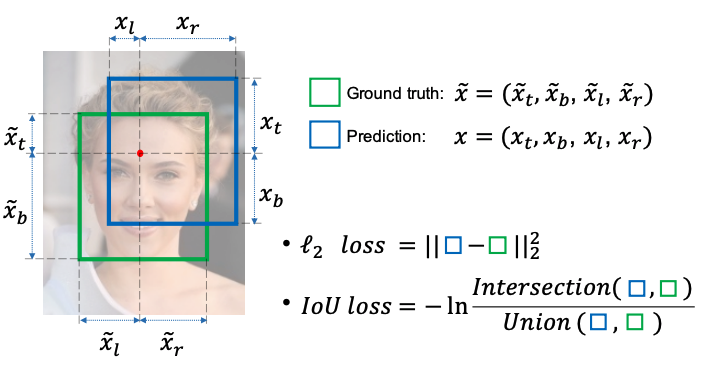 x_l x_r
x̃_t
x̃_b
x_t
x_b
x̃_l x̃_r
Ground truth: x̃ = (x̃_t, x̃_b, x̃_l, x̃_r)
Prediction: x = (x_t, x_b, x_l, x_r)
• ℓ_2 loss = ||□−□||_2^2
• IoU loss = −ln Intersection(□,□) / Union(□,□)